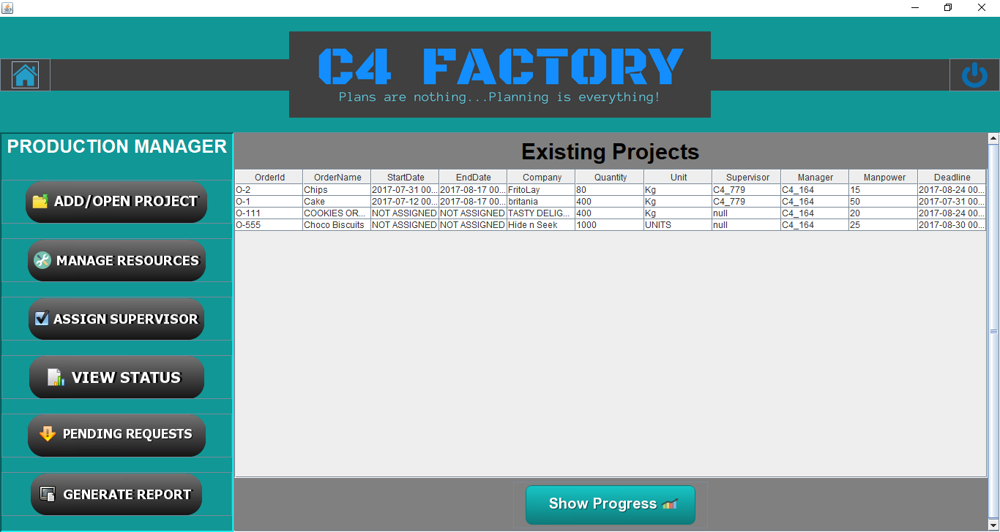 C4 FACTORY
Plans are nothing...Planning is everything!
PRODUCTION MANAGER
ADD/OPEN PROJECT
MANAGE RESOURCES
ASSIGN SUPERVISOR
VIEW STATUS
PENDING REQUESTS
GENERATE REPORT
Existing Projects
OrderId OrderName StartDate EndDate Company Quantity Unit Supervisor Manager Manpower Deadline
O-2 Chips 2017-07-31 00... 2017-08-17 00... FritoLay 80 Kg C4_779 C4_164 15 2017-08-24 00...
O-1 Cake 2017-07-12 00... 2017-08-17 00... britania 400 Kg C4_779 C4_164 50 2017-07-31 00...
O-111 COOKIES OR... NOT ASSIGNED NOT ASSIGNED TASTY DELIG... 400 Kg null C4_164 20 2017-08-24 00...
O-555 Choco Biscuits NOT ASSIGNED NOT ASSIGNED Hide n Seek 1000 UNITS null C4_164 25 2017-08-30 00...
Show Progress